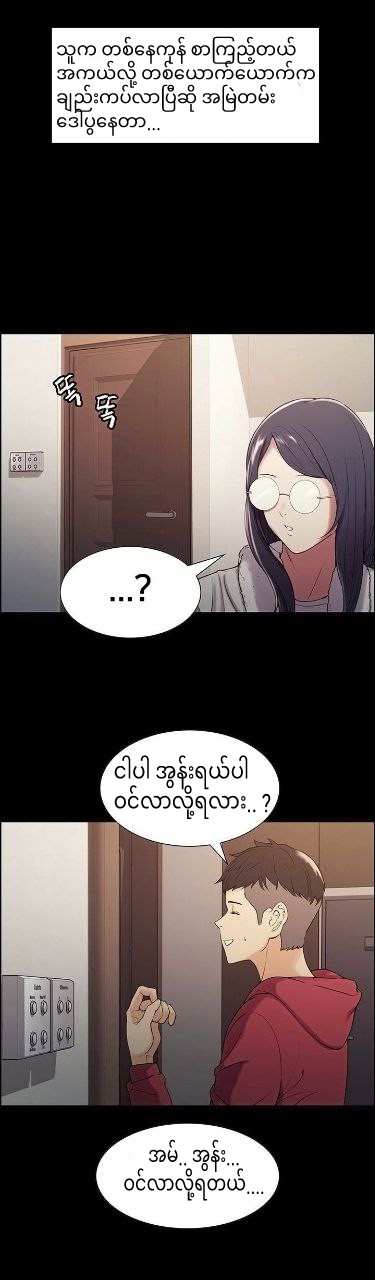 သူက တစ်နေကုန် စာကြည့်တယ်
အကယ်လို့ တစ်ယောက်ယောက်က
ချည်းကပ်လာပြီဆို အမြဲတမ်း
ဒေါပွနေတာ...
똑
똑
...?
ငါပါ အွန်းရယ်ပါ
ဝင်လာလို့ရလား.. ?
အမ်.. အွန်း...
ဝင်လာလို့ရတယ်....